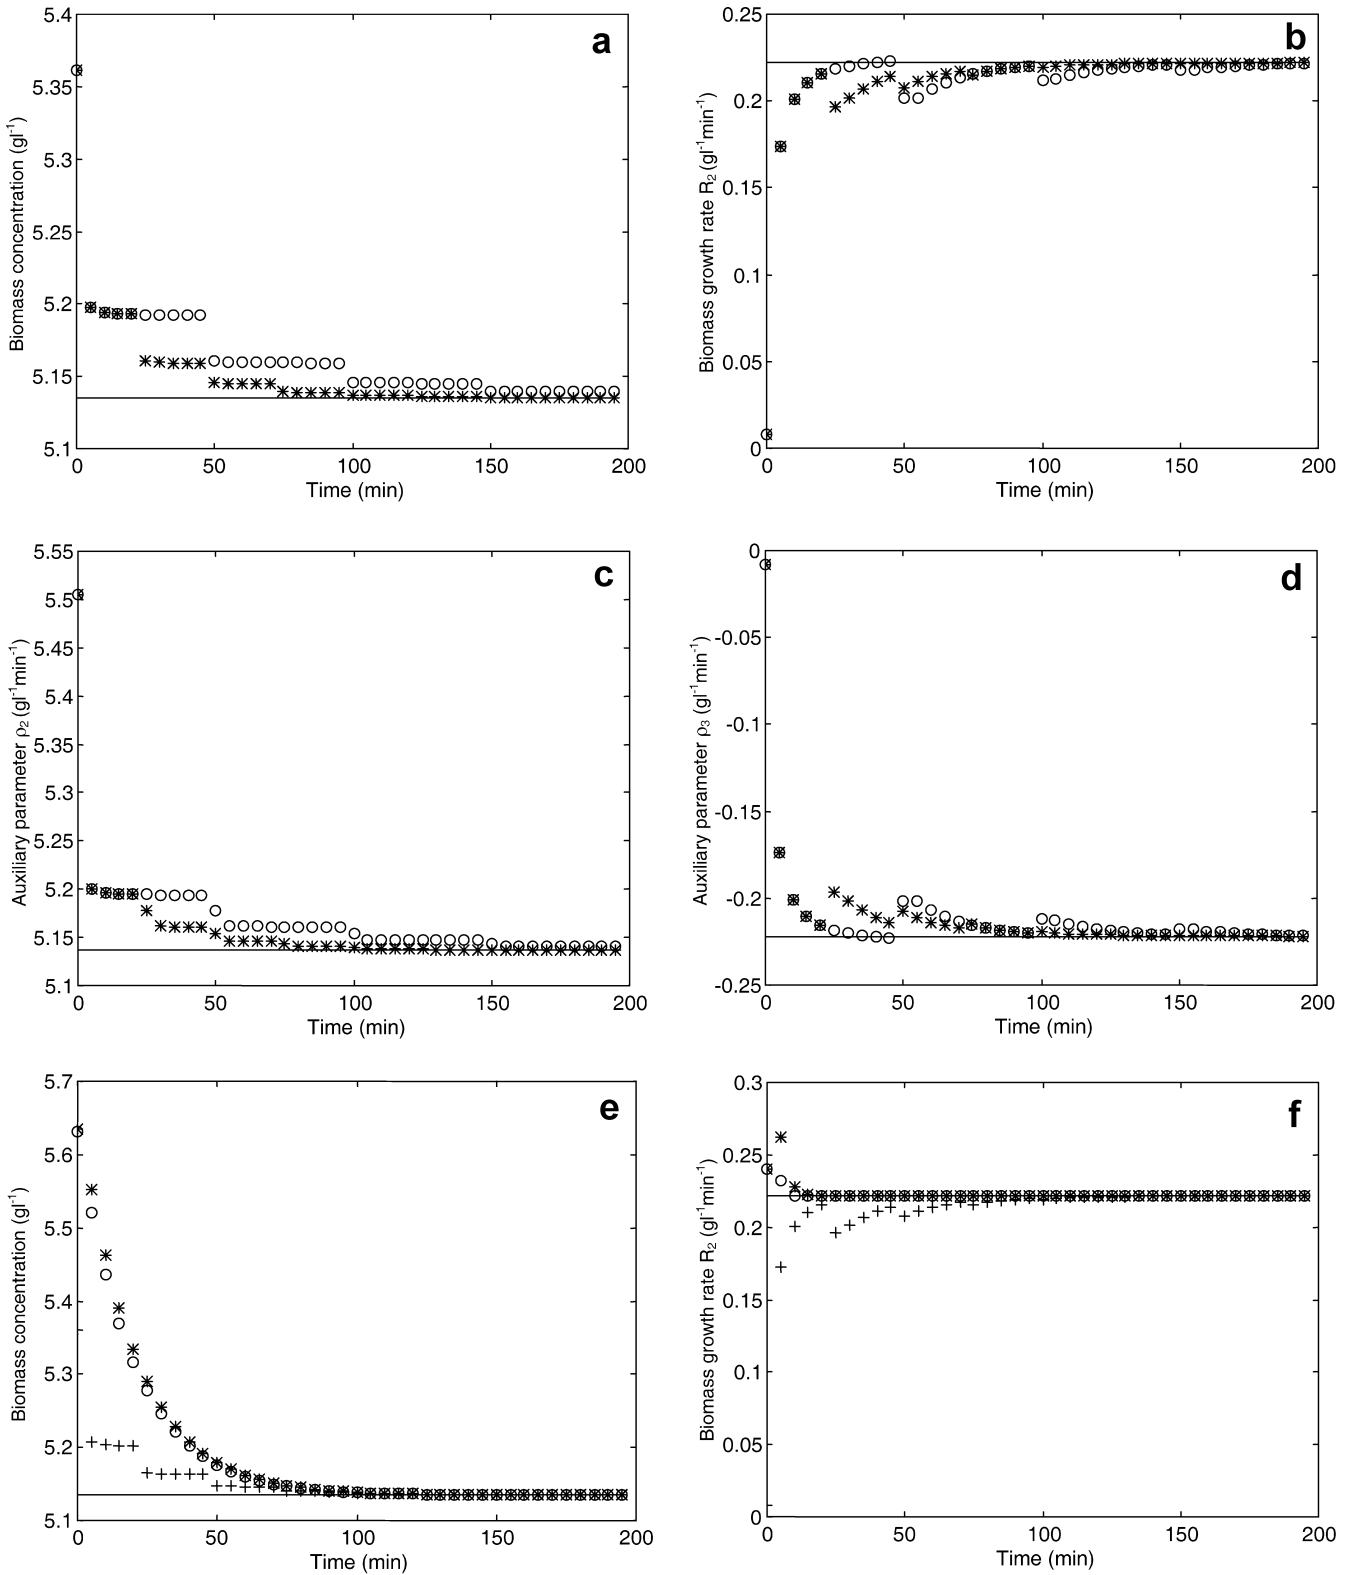 a
5.4
5.35
5.3
5.25
5.2
5.15
5.1
0 50 100 150 200
Time (min)
Biomass concentration (gl⁻¹)
b
0.25
0.2
0.15
0.1
0.05
0
0 50 100 150 200
Time (min)
Biomass growth rate R₂ (gl⁻¹min⁻¹)
c
5.55
5.5
5.45
5.4
5.35
5.3
5.25
5.2
5.15
5.1
0 50 100 150 200
Time (min)
Auxiliary parameter ρ₂ (gl⁻¹min⁻¹)
d
0
-0.05
-0.1
-0.15
-0.2
-0.25
0 50 100 150 200
Time (min)
Auxiliary parameter ρ₃ (gl⁻¹min⁻¹)
e
5.7
5.6
5.5
5.4
5.3
5.2
5.1
0 50 100 150 200
Time (min)
Biomass concentration (gl⁻¹)
f
0.3
0.25
0.2
0.15
0.1
0.05
0
0 50 100 150 200
Time (min)
Biomass growth rate R₂ (gl⁻¹min⁻¹)